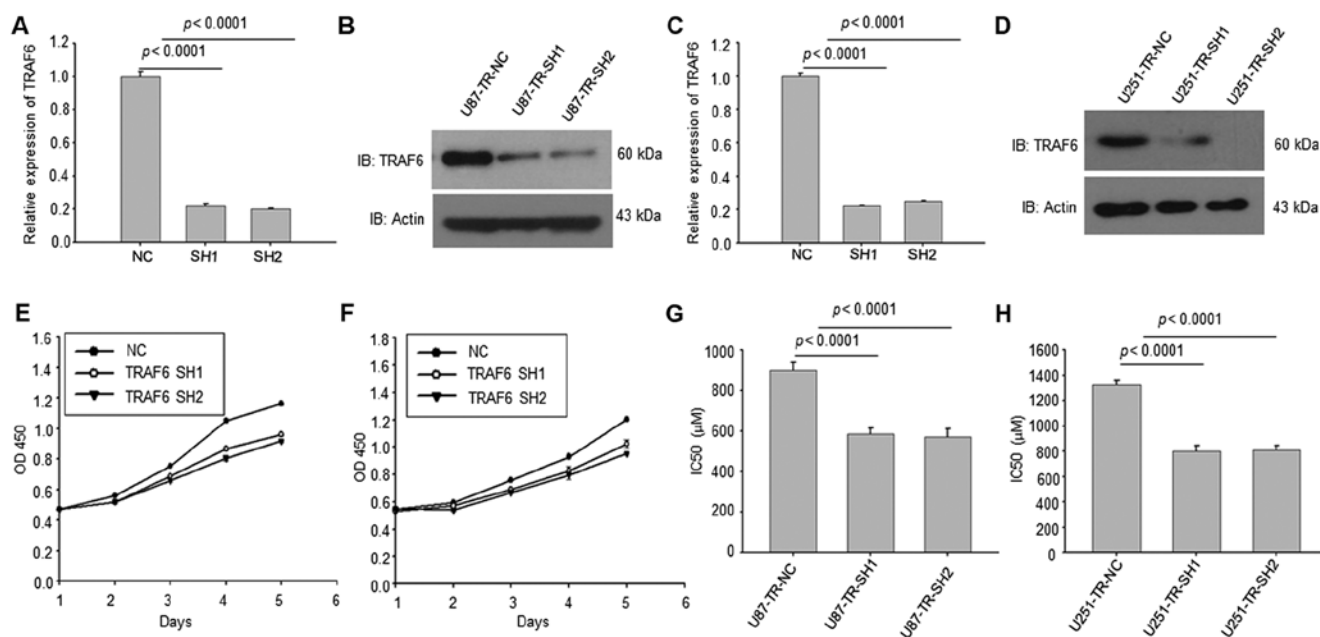 A
p< 0.0001
p< 0.0001
Relative expression of TRAF6
1.2
1.0
0.8
0.6
0.4
0.2
0.0
NC
SH1
SH2
B
U87-TR-NC
U87-TR-SH1
U87-TR-SH2
IB: TRAF6
60 kDa
IB: Actin
43 kDa
C
p< 0.0001
p< 0.0001
Relative expression of TRAF6
1.2
1.0
0.8
0.6
0.4
0.2
0.0
NC
SH1
SH2
D
U251-TR-NC
U251-TR-SH1
U251-TR-SH2
IB: TRAF6
60 kDa
IB: Actin
43 kDa
E
NC
TRAF6 SH1
TRAF6 SH2
OD 450
1.6
1.4
1.2
1.0
0.8
0.6
0.4
0.2
0.0
1 2 3 4 5 6
Days
F
NC
TRAF6 SH1
TRAF6 SH2
OD 450
1.8
1.6
1.4
1.2
1.0
0.8
0.6
0.4
0.2
0.0
1 2 3 4 5 6
Days
G
p< 0.0001
p< 0.0001
IC50 (µM)
1000
800
600
400
200
0
U87-TR-NC
U87-TR-SH1
U87-TR-SH2
H
p< 0.0001
p< 0.0001
IC50 (µM)
1600
1400
1200
1000
800
600
400
200
0
U251-TR-NC
U251-TR-SH1
U251-TR-SH2